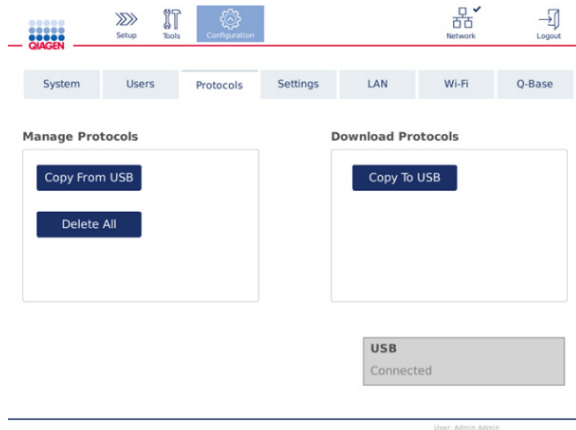 QIAGEN
Setup
Tools
Configuration
Network
Logout
System
Users
Protocols
Settings
LAN
Wi-Fi
Q-Base
Manage Protocols
Download Protocols
Copy From USB
Copy To USB
Delete All
USB
Connected
User: Admin Admin